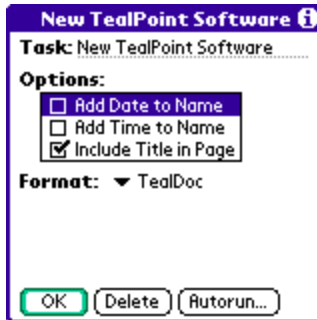 New TealPoint Software i
Task: New TealPoint Software
Options:
Add Date to Name
Add Time to Name
Include Title in Page
Format: TealDoc
OK Delete Autorun...